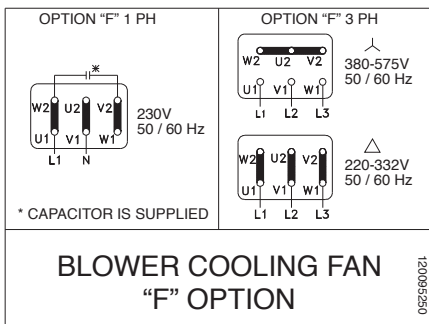 OPTION “F” 1 PH
*
W2 U2 V2
U1 V1 W1
L1 N
230V
50 / 60 Hz
* CAPACITOR IS SUPPLIED
OPTION “F” 3 PH
W2 U2 V2
U1 V1 W1
L1 L2 L3
380-575V
50 / 60 Hz
W2 U2 V2
U1 V1 W1
L1 L2 L3
220-332V
50 / 60 Hz
BLOWER COOLING FAN
“F” OPTION
120095250